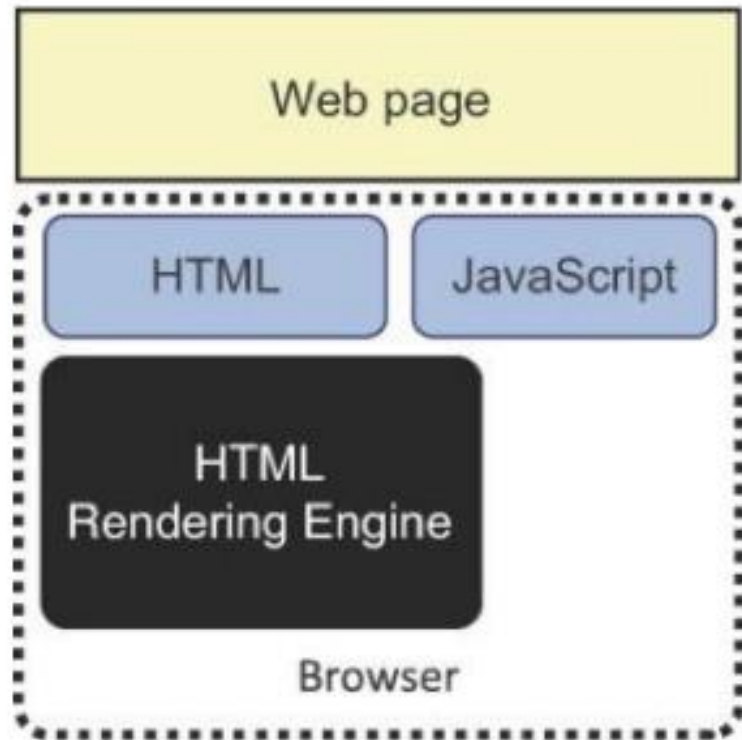 Web page
HTML
JavaScript
HTML
Rendering Engine
Browser